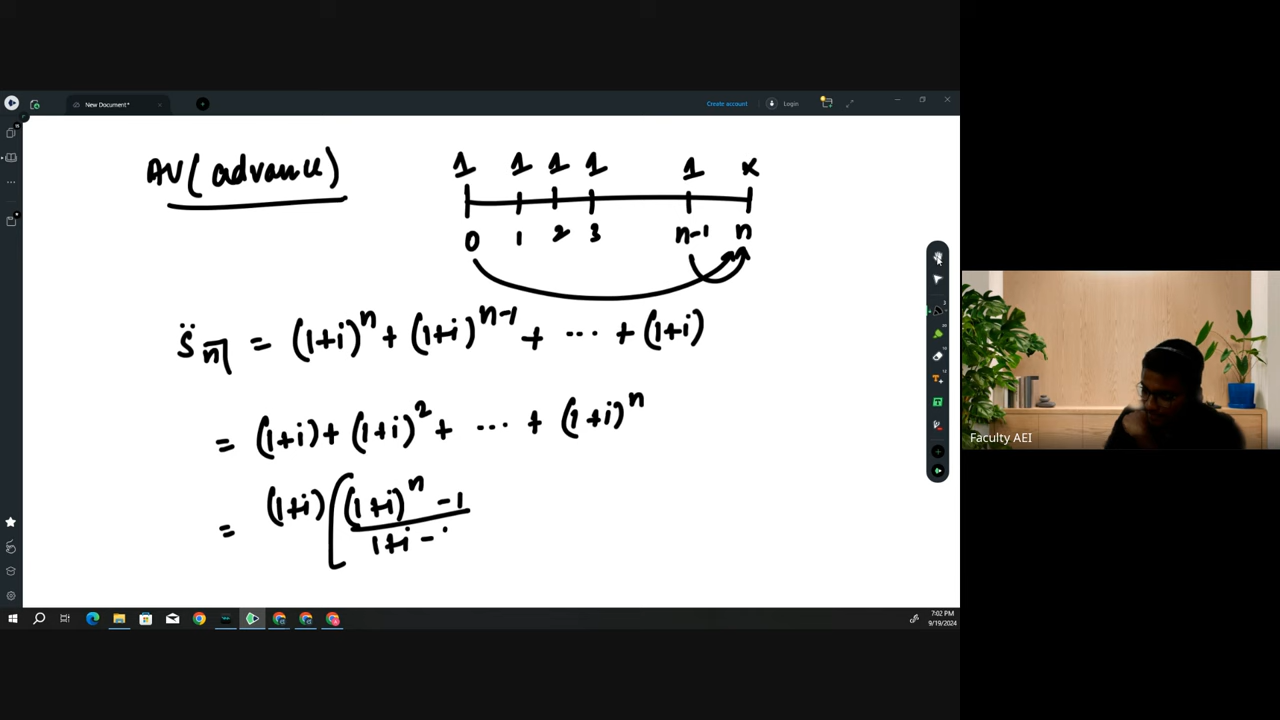 New Document*
Create account
Login
AV(advance)
1 1 1 1 1 x
0 1 2 3 n-1 n
s̈n̅| = (1+i)^n + (1+i)^n-1 + ... + (1+i)
= (1+i) + (1+i)^2 + ... + (1+i)^n
= (1+i) [ (1+i)^n - 1
1+i -
Faculty AEI
7:02 PM
9/19/2024